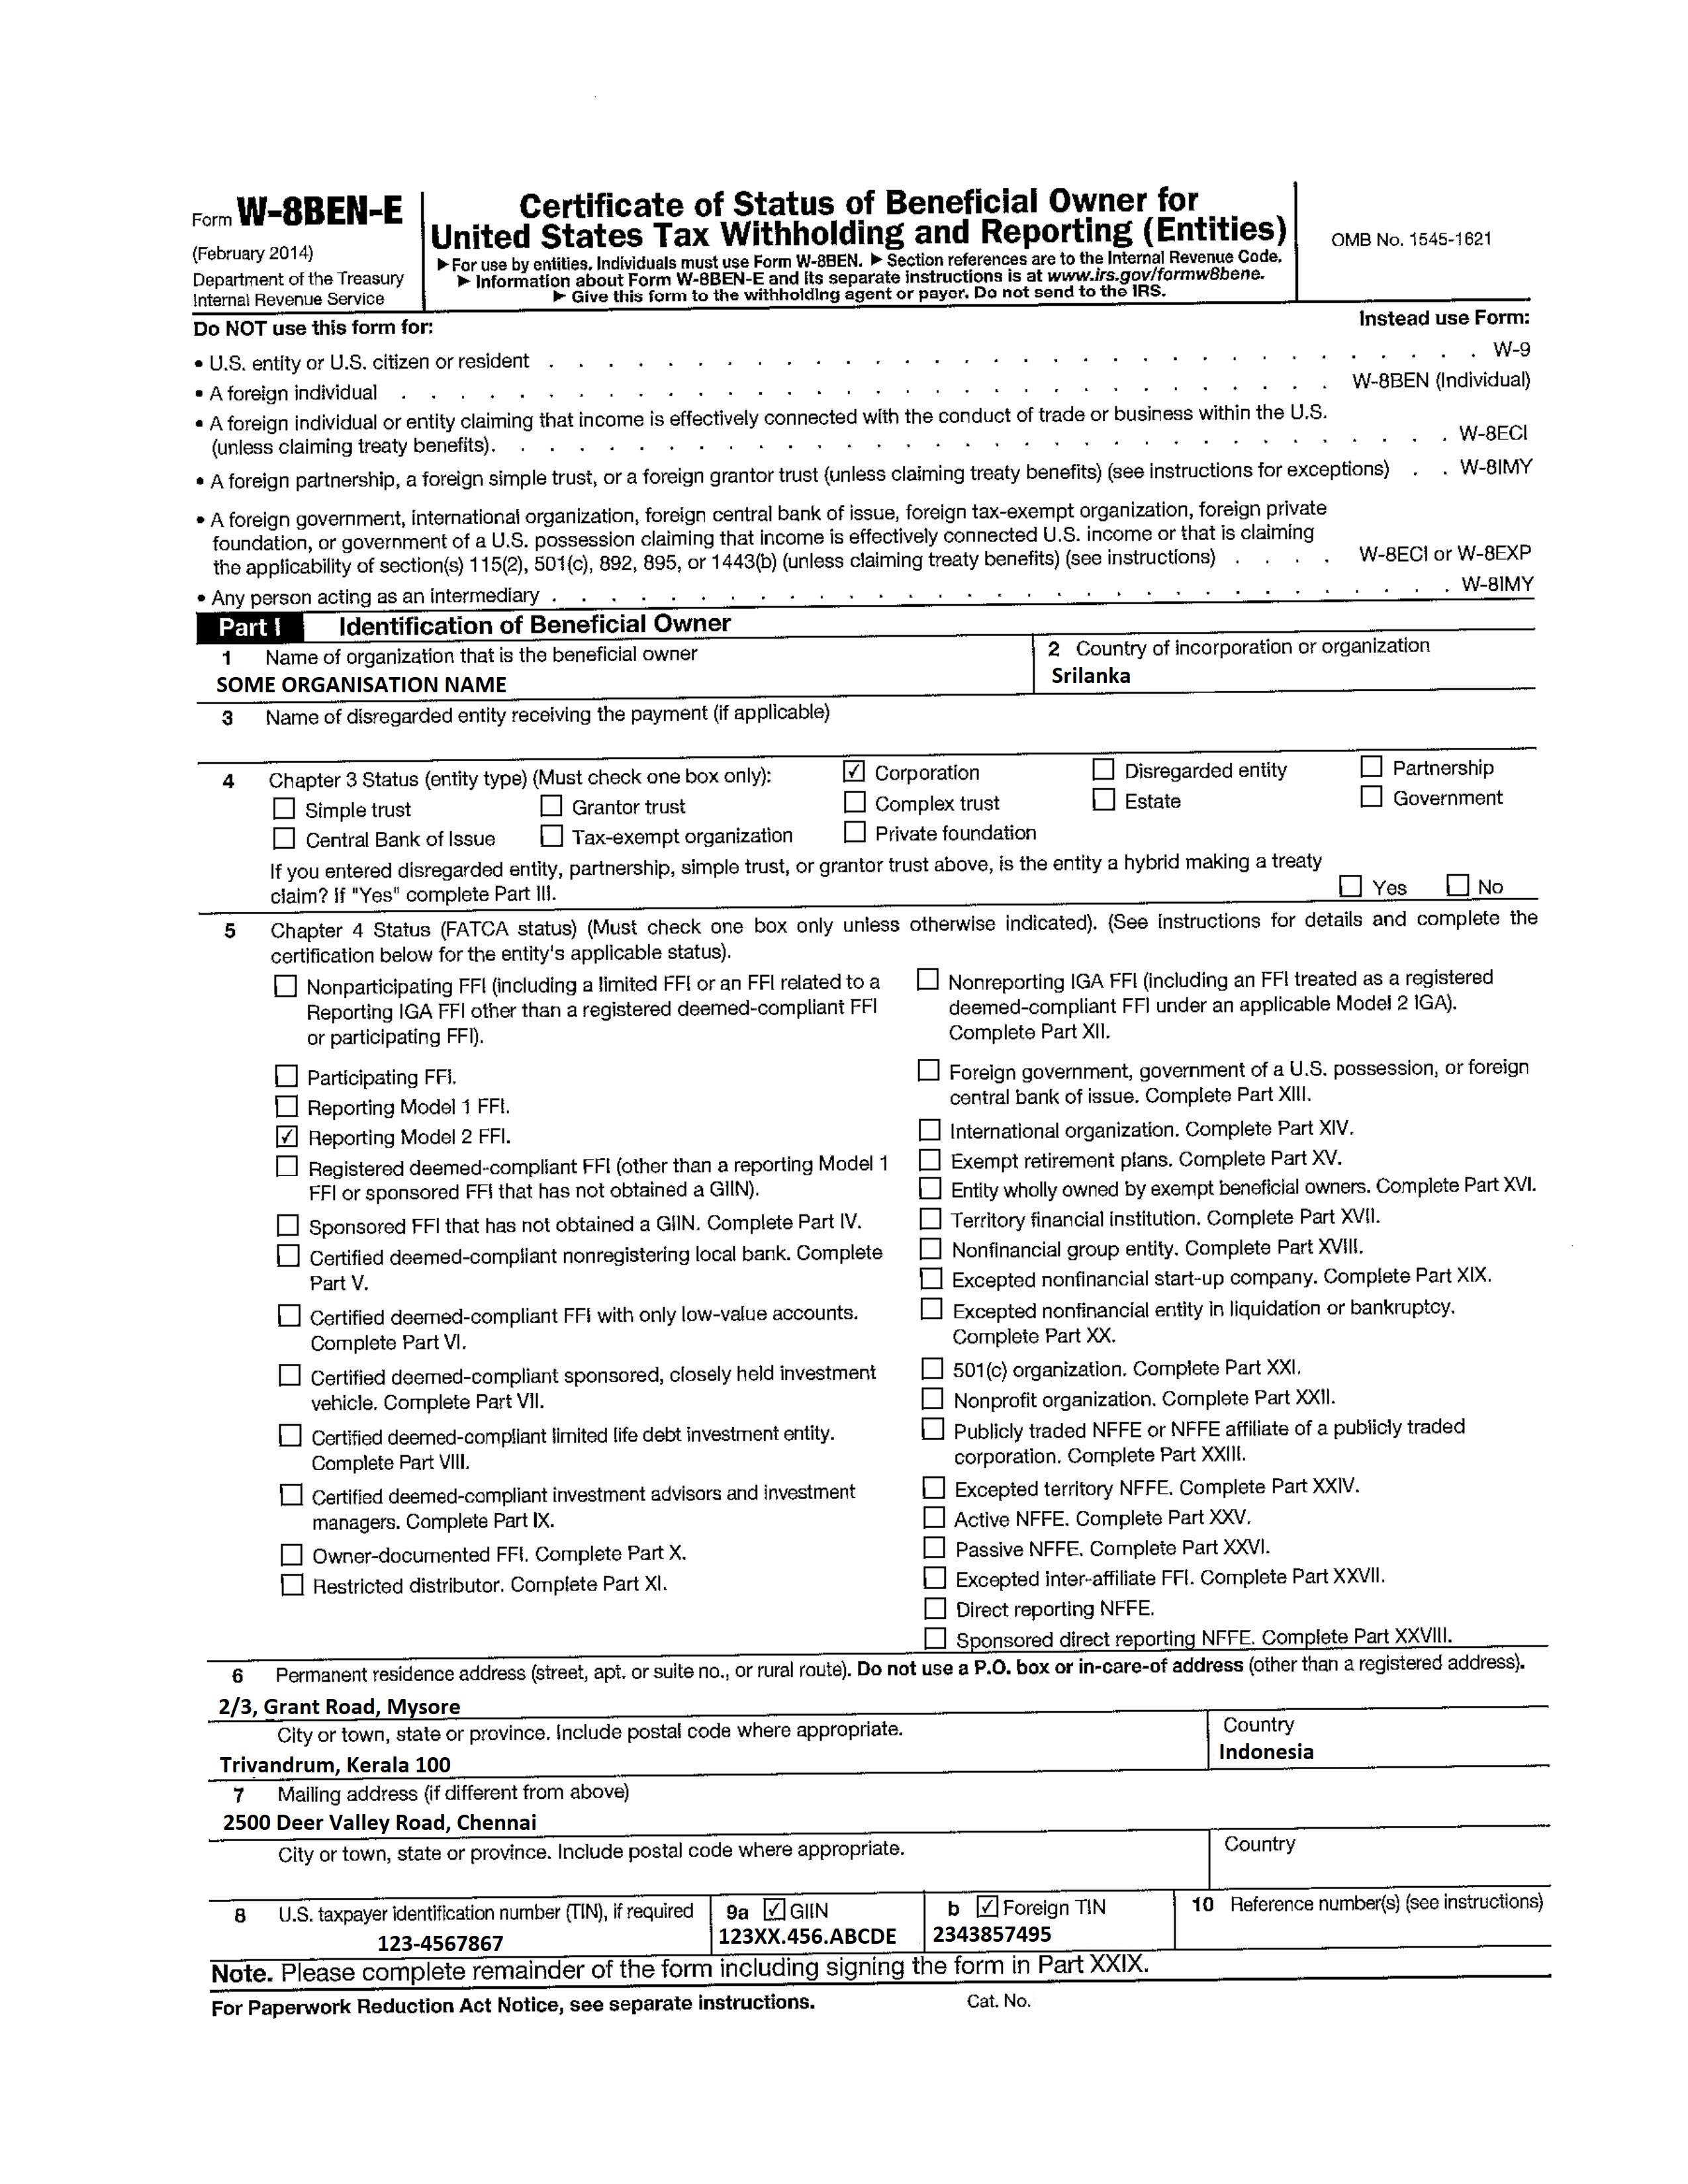 Form W-8BEN-E
(February 2014)
Department of the Treasury
Internal Revenue Service
Certificate of Status of Beneficial Owner for
United States Tax Withholding and Reporting (Entities)
▶ For use by entities. Individuals must use Form W-8BEN. ▶ Section references are to the Internal Revenue Code.
▶ Information about Form W-8BEN-E and its separate instructions is at www.irs.gov/formw8bene.
▶ Give this form to the withholding agent or payor. Do not send to the IRS.
OMB No. 1545-1621
Do NOT use this form for: Instead use Form:
• U.S. entity or U.S. citizen or resident . . . . W-9
• A foreign individual . . . . W-8BEN (Individual)
• A foreign individual or entity claiming that income is effectively connected with the conduct of trade or business within the U.S.
(unless claiming treaty benefits). . . . . W-8ECI
• A foreign partnership, a foreign simple trust, or a foreign grantor trust (unless claiming treaty benefits) (see instructions for exceptions) . . W-8IMY
• A foreign government, international organization, foreign central bank of issue, foreign tax-exempt organization, foreign private
foundation, or government of a U.S. possession claiming that income is effectively connected U.S. income or that is claiming
the applicability of section(s) 115(2), 501(c), 892, 895, or 1443(b) (unless claiming treaty benefits) (see instructions) . . . . W-8ECI or W-8EXP
• Any person acting as an intermediary . . . . W-8IMY
Part I Identification of Beneficial Owner
1 Name of organization that is the beneficial owner
SOME ORGANISATION NAME
2 Country of incorporation or organization
Srilanka
3 Name of disregarded entity receiving the payment (if applicable)
4 Chapter 3 Status (entity type) (Must check one box only): ☑ Corporation ☐ Disregarded entity ☐ Partnership
☐ Simple trust ☐ Grantor trust ☐ Complex trust ☐ Estate ☐ Government
☐ Central Bank of Issue ☐ Tax-exempt organization ☐ Private foundation
If you entered disregarded entity, partnership, simple trust, or grantor trust above, is the entity a hybrid making a treaty
claim? If "Yes" complete Part III. ☐ Yes ☐ No
5 Chapter 4 Status (FATCA status) (Must check one box only unless otherwise indicated). (See instructions for details and complete the
certification below for the entity's applicable status).
☐ Nonparticipating FFI (including a limited FFI or an FFI related to a
Reporting IGA FFI other than a registered deemed-compliant FFI
or participating FFI).
☐ Participating FFI.
☐ Reporting Model 1 FFI.
☑ Reporting Model 2 FFI.
☐ Registered deemed-compliant FFI (other than a reporting Model 1
FFI or sponsored FFI that has not obtained a GIIN).
☐ Sponsored FFI that has not obtained a GIIN. Complete Part IV.
☐ Certified deemed-compliant nonregistering local bank. Complete
Part V.
☐ Certified deemed-compliant FFI with only low-value accounts.
Complete Part VI.
☐ Certified deemed-compliant sponsored, closely held investment
vehicle. Complete Part VII.
☐ Certified deemed-compliant limited life debt investment entity.
Complete Part VIII.
☐ Certified deemed-compliant investment advisors and investment
managers. Complete Part IX.
☐ Owner-documented FFI. Complete Part X.
☐ Restricted distributor. Complete Part XI.
☐ Nonreporting IGA FFI (including an FFI treated as a registered
deemed-compliant FFI under an applicable Model 2 IGA).
Complete Part XII.
☐ Foreign government, government of a U.S. possession, or foreign
central bank of issue. Complete Part XIII.
☐ International organization. Complete Part XIV.
☐ Exempt retirement plans. Complete Part XV.
☐ Entity wholly owned by exempt beneficial owners. Complete Part XVI.
☐ Territory financial institution. Complete Part XVII.
☐ Nonfinancial group entity. Complete Part XVIII.
☐ Excepted nonfinancial start-up company. Complete Part XIX.
☐ Excepted nonfinancial entity in liquidation or bankruptcy.
Complete Part XX.
☐ 501(c) organization. Complete Part XXI.
☐ Nonprofit organization. Complete Part XXII.
☐ Publicly traded NFFE or NFFE affiliate of a publicly traded
corporation. Complete Part XXIII.
☐ Excepted territory NFFE. Complete Part XXIV.
☐ Active NFFE. Complete Part XXV.
☐ Passive NFFE. Complete Part XXVI.
☐ Excepted inter-affiliate FFI. Complete Part XXVII.
☐ Direct reporting NFFE.
☐ Sponsored direct reporting NFFE. Complete Part XXVIII.
6 Permanent residence address (street, apt. or suite no., or rural route). Do not use a P.O. box or in-care-of address (other than a registered address).
2/3, Grant Road, Mysore
City or town, state or province. Include postal code where appropriate.
Trivandrum, Kerala 100
Country
Indonesia
7 Mailing address (if different from above)
2500 Deer Valley Road, Chennai
City or town, state or province. Include postal code where appropriate.
Country
8 U.S. taxpayer identification number (TIN), if required
123-4567867
9a ☑ GIIN
123XX.456.ABCDE
b ☑ Foreign TIN
2343857495
10 Reference number(s) (see instructions)
Note. Please complete remainder of the form including signing the form in Part XXIX.
For Paperwork Reduction Act Notice, see separate instructions. Cat. No.